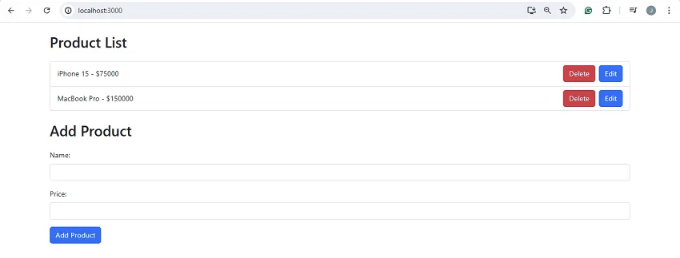 localhost:3000
J
Product List
iPhone 15 - $75000 Delete Edit
MacBook Pro - $150000 Delete Edit
Add Product
Name:
Price:
Add Product